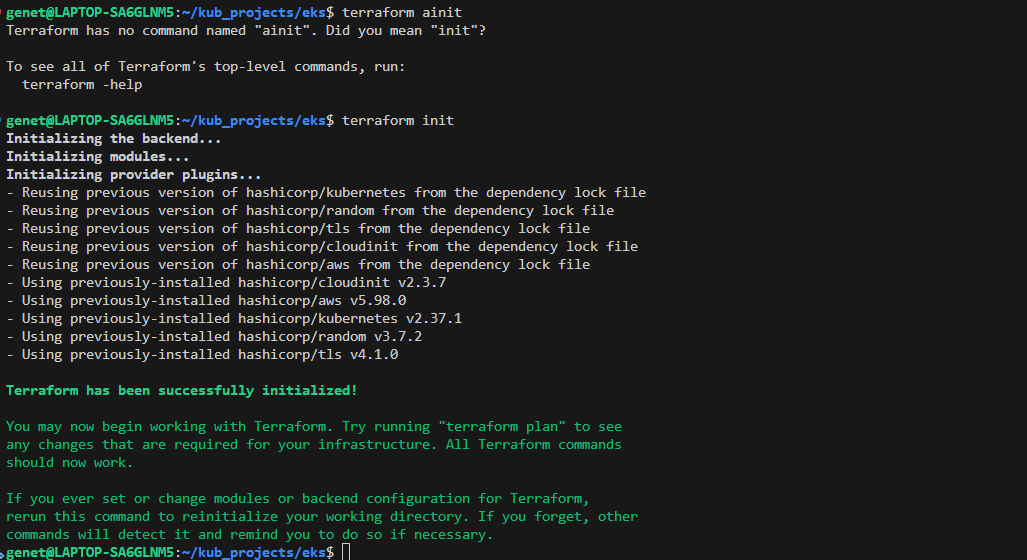 genet@LAPTOP-SA6GLNM5:~/kub_projects/eks$ terraform ainit
Terraform has no command named "ainit". Did you mean "init"?
To see all of Terraform's top-level commands, run:
  terraform -help
genet@LAPTOP-SA6GLNM5:~/kub_projects/eks$ terraform init
Initializing the backend...
Initializing modules...
Initializing provider plugins...
- Reusing previous version of hashicorp/kubernetes from the dependency lock file
- Reusing previous version of hashicorp/random from the dependency lock file
- Reusing previous version of hashicorp/tls from the dependency lock file
- Reusing previous version of hashicorp/cloudinit from the dependency lock file
- Reusing previous version of hashicorp/aws from the dependency lock file
- Using previously-installed hashicorp/cloudinit v2.3.7
- Using previously-installed hashicorp/aws v5.98.0
- Using previously-installed hashicorp/kubernetes v2.37.1
- Using previously-installed hashicorp/random v3.7.2
- Using previously-installed hashicorp/tls v4.1.0
Terraform has been successfully initialized!
You may now begin working with Terraform. Try running "terraform plan" to see
any changes that are required for your infrastructure. All Terraform commands
should now work.
If you ever set or change modules or backend configuration for Terraform,
rerun this command to reinitialize your working directory. If you forget, other
commands will detect it and remind you to do so if necessary.
genet@LAPTOP-SA6GLNM5:~/kub_projects/eks$